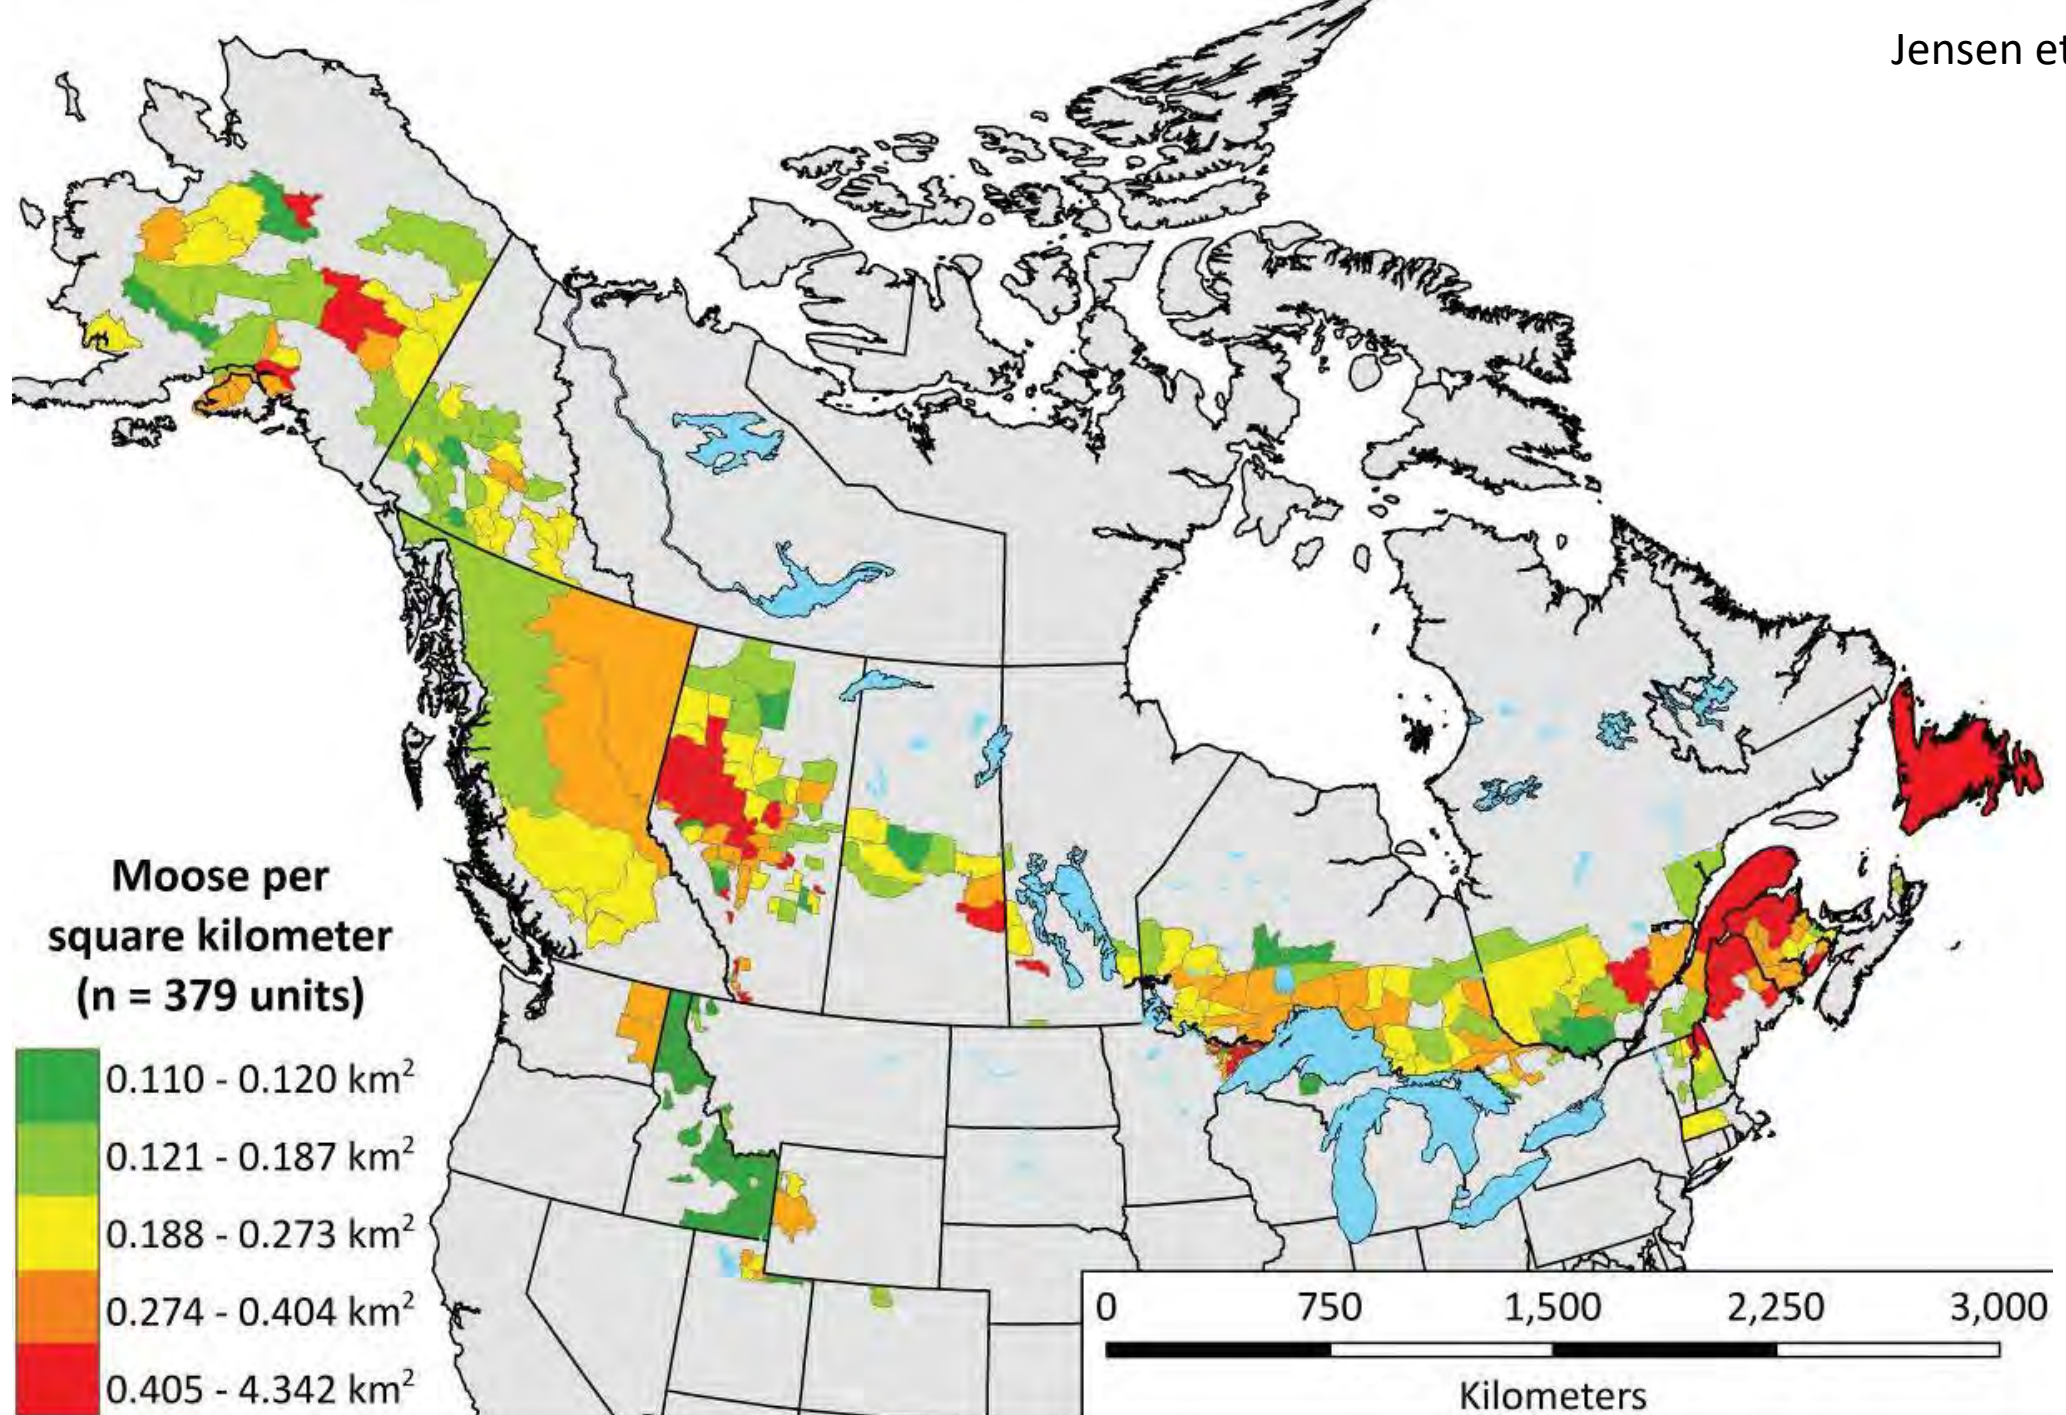 Jensen et
Moose per
square kilometer
(n = 379 units)
0.110 - 0.120 km²
0.121 - 0.187 km²
0.188 - 0.273 km²
0.274 - 0.404 km²
0.405 - 4.342 km²
0 750 1,500 2,250 3,000
Kilometers